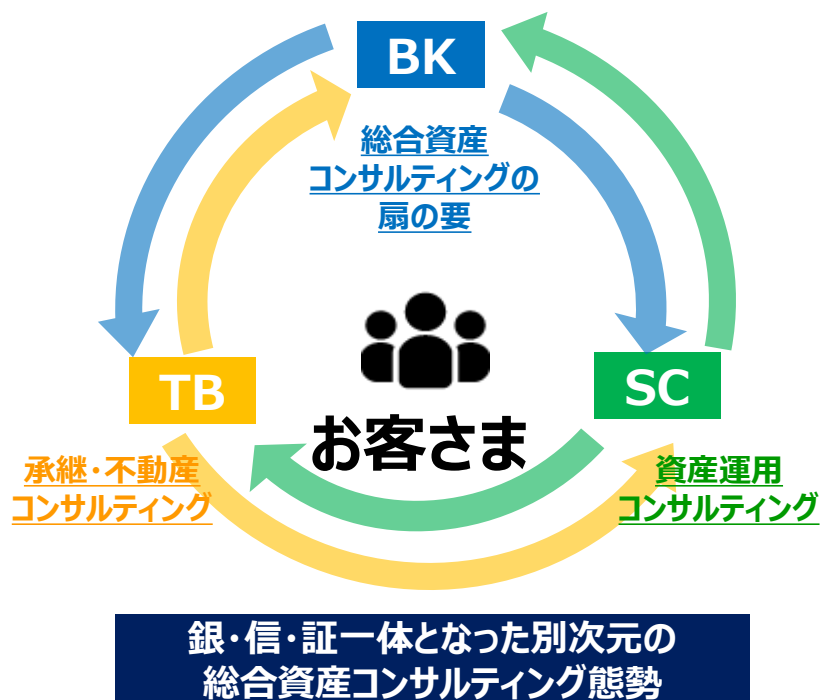 BK
総合資産
コンサルティングの
扇の要
TB
SC
お客さま
承継・不動産
コンサルティング
資産運用
コンサルティング
銀・信・証一体となった別次元の
総合資産コンサルティング態勢